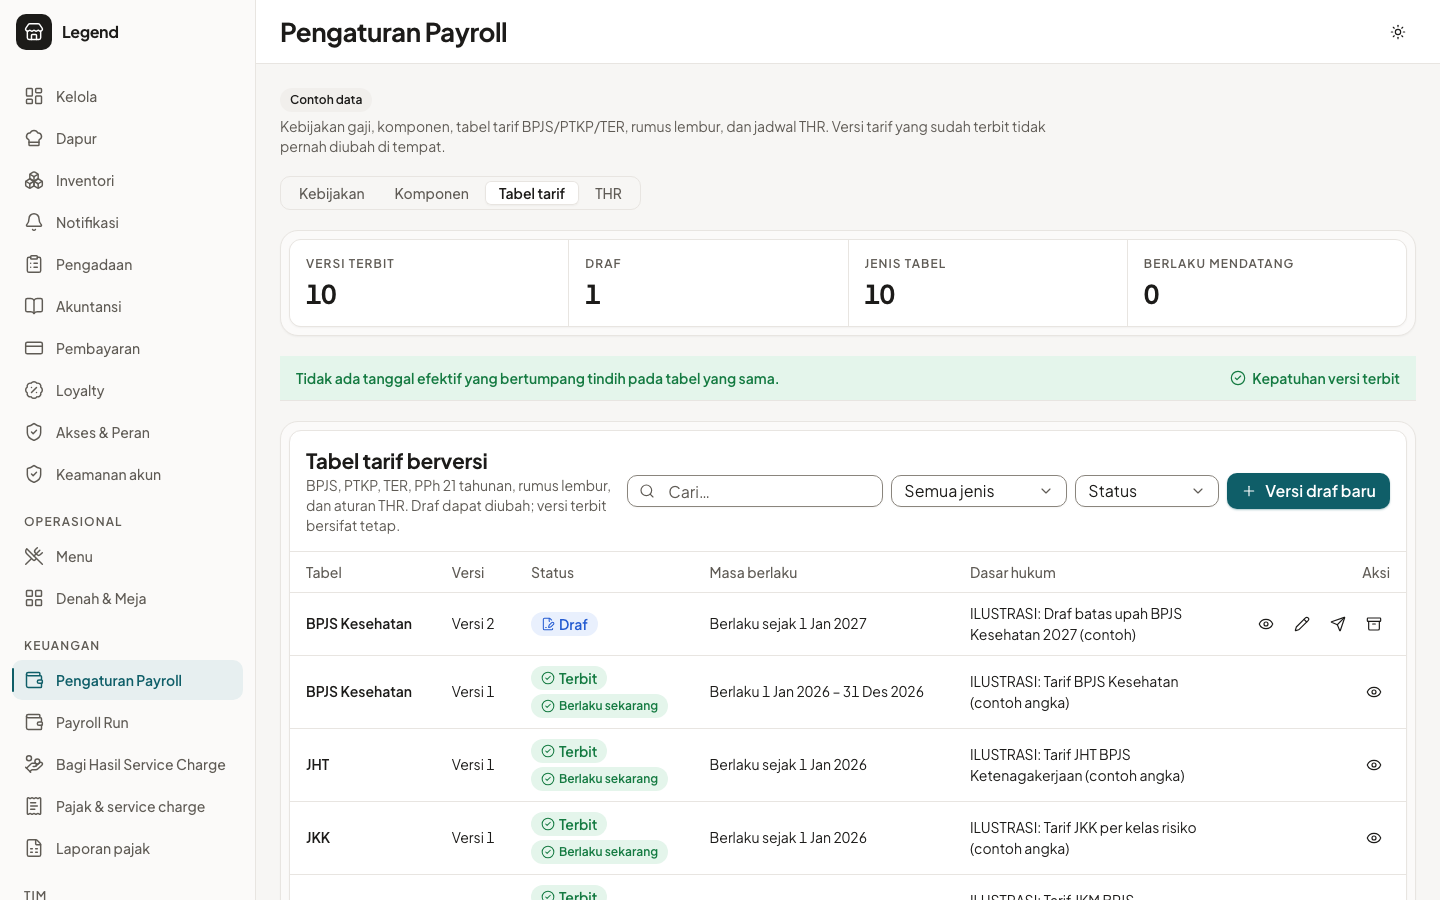 Legend
Pengaturan Payroll
Kelola
Dapur
Inventori
Notifikasi
Pengadaan
Akuntansi
Pembayaran
Loyalty
Akses & Peran
Keamanan akun
OPERASIONAL
Menu
Denah & Meja
KEUANGAN
Pengaturan Payroll
Payroll Run
Bagi Hasil Service Charge
Pajak & service charge
Laporan pajak
TIM
Contoh data
Kebijakan gaji, komponen, tabel tarif BPJS/PTKP/TER, rumus lembur, dan jadwal THR. Versi tarif yang sudah terbit tidak
pernah diubah di tempat.
Kebijakan Komponen Tabel tarif THR
VERSI TERBIT DRAF JENIS TABEL BERLAKU MENDATANG
10 1 10 0
Tidak ada tanggal efektif yang bertumpang tindih pada tabel yang sama. Kepatuhan versi terbit
Tabel tarif berversi
BPJS, PTKP, TER, PPh 21 tahunan, rumus lembur,
dan aturan THR. Draf dapat diubah; versi terbit
bersifat tetap.
Cari... Semua jenis Status Versi draf baru
Tabel Versi Status Masa berlaku Dasar hukum Aksi
BPJS Kesehatan Versi 2 Draf Berlaku sejak 1 Jan 2027 ILUSTRASI: Draf batas upah BPJS
Kesehatan 2027 (contoh)
BPJS Kesehatan Versi 1 Terbit Berlaku 1 Jan 2026 – 31 Des 2026 ILUSTRASI: Tarif BPJS Kesehatan
Berlaku sekarang (contoh angka)
JHT Versi 1 Terbit Berlaku sejak 1 Jan 2026 ILUSTRASI: Tarif JHT BPJS
Berlaku sekarang Ketenagakerjaan (contoh angka)
JKK Versi 1 Terbit Berlaku sejak 1 Jan 2026 ILUSTRASI: Tarif JKK per kelas risiko
Berlaku sekarang (contoh angka)
Terbit ILUSTRASI: Tarif JKM BPJS